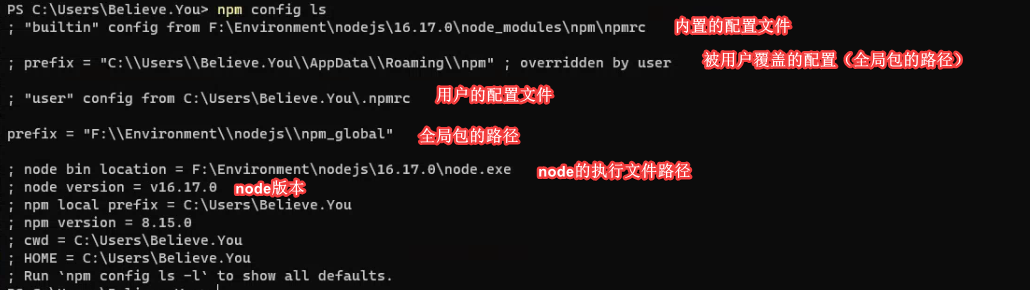 PS C:\Users\Believe.You> npm config ls
; "builtin" config from F:\Environment\nodejs\16.17.0\node_modules\npm\npmrc 内置的配置文件
; prefix = "C:\\Users\\Believe.You\\AppData\\Roaming\\npm" ; overridden by user 被用户覆盖的配置（全局包的路径）
; "user" config from C:\Users\Believe.You\.npmrc 用户的配置文件
prefix = "F:\\Environment\\nodejs\\npm_global" 全局包的路径
; node bin location = F:\Environment\nodejs\16.17.0\node.exe node的执行文件路径
; node version = v16.17.0 node版本
; npm local prefix = C:\Users\Believe.You
; npm version = 8.15.0
; cwd = C:\Users\Believe.You
; HOME = C:\Users\Believe.You
; Run `npm config ls -l` to show all defaults.